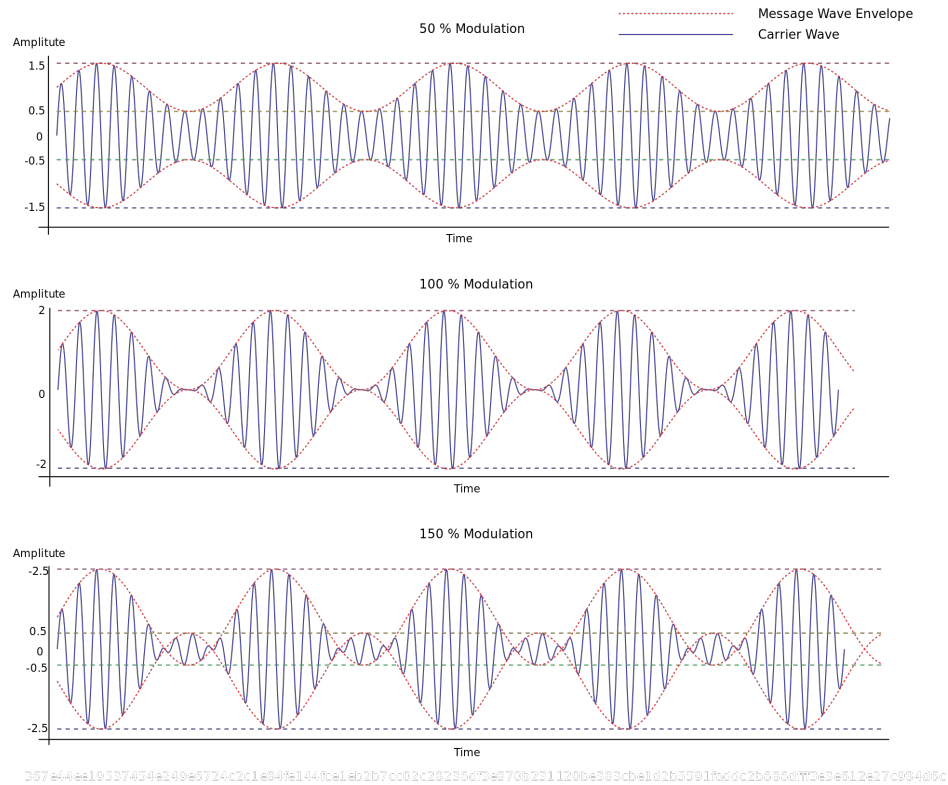 Message Wave Envelope
50 % Modulation
Carrier Wave
Amplitude
1.5
0.5
0
-0.5
-1.5
Time
100 % Modulation
Amplitude
2
0
-2
Time
150 % Modulation
Amplitude
-2.5
0.5
0
-0.5
-2.5
Time